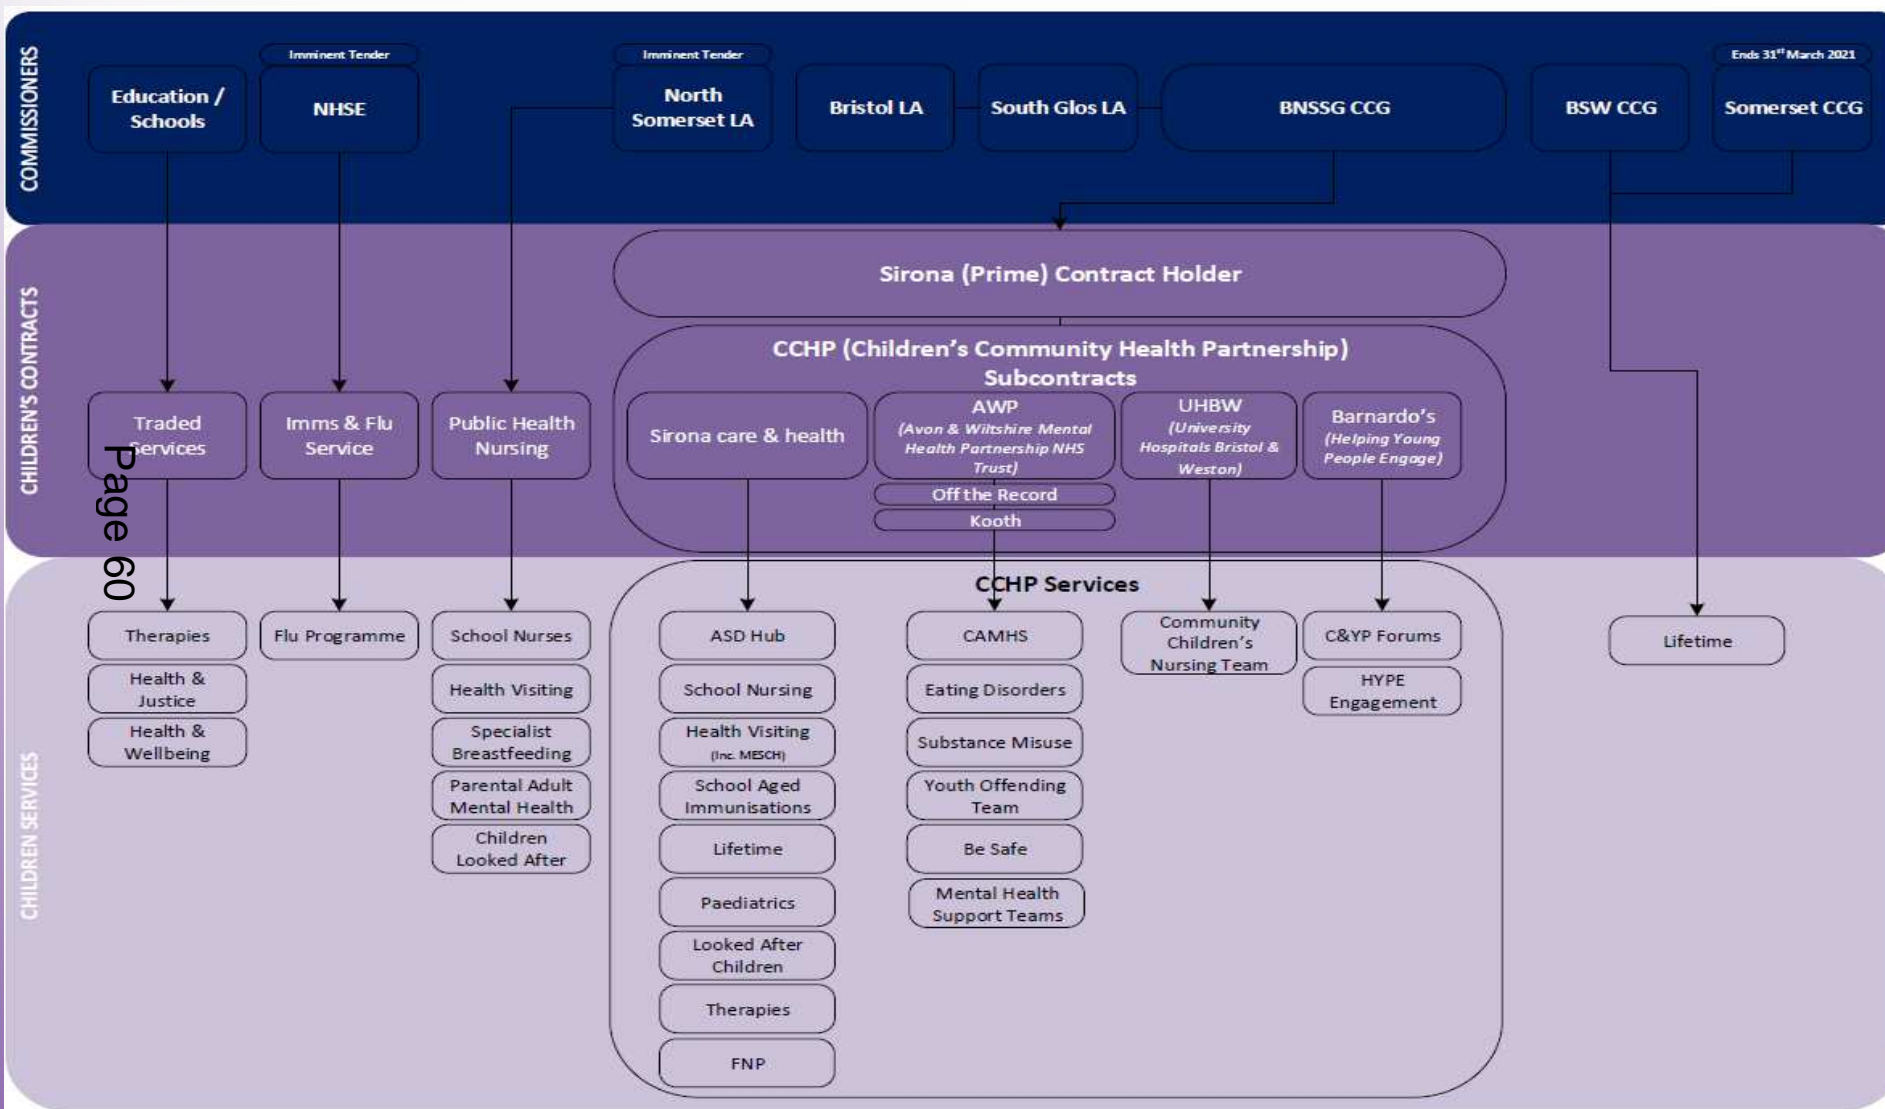 COMMISSIONERS
Imminent Tender
Imminent Tender
Ends 31st March 2021
Education /
Schools
NHSE
North
Somerset LA
Bristol LA
South Glos LA
BNSSG CCG
BSW CCG
Somerset CCG
CHILDREN'S CONTRACTS
Sirona (Prime) Contract Holder
CCHP (Children's Community Health Partnership)
Subcontracts
Traded
Services
Imms & Flu
Service
Public Health
Nursing
Sirona care & health
AWP
(Avon & Wiltshire Mental
Health Partnership NHS
Trust)
Off the Record
Kooth
UHBW
(University
Hospitals Bristol &
Weston)
Barnardo's
(Helping Young
People Engage)
Page 60
CHILDREN SERVICES
CCHP Services
Therapies
Health &
Justice
Health &
Wellbeing
Flu Programme
School Nurses
Health Visiting
Specialist
Breastfeeding
Parental Adult
Mental Health
Children
Looked After
ASD Hub
School Nursing
Health Visiting
(Inc. MESCH)
School Aged
Immunisations
Lifetime
Paediatrics
Looked After
Children
Therapies
FNP
CAMHS
Eating Disorders
Substance Misuse
Youth Offending
Team
Be Safe
Mental Health
Support Teams
Community
Children's
Nursing Team
C&YP Forums
HYPE
Engagement
Lifetime